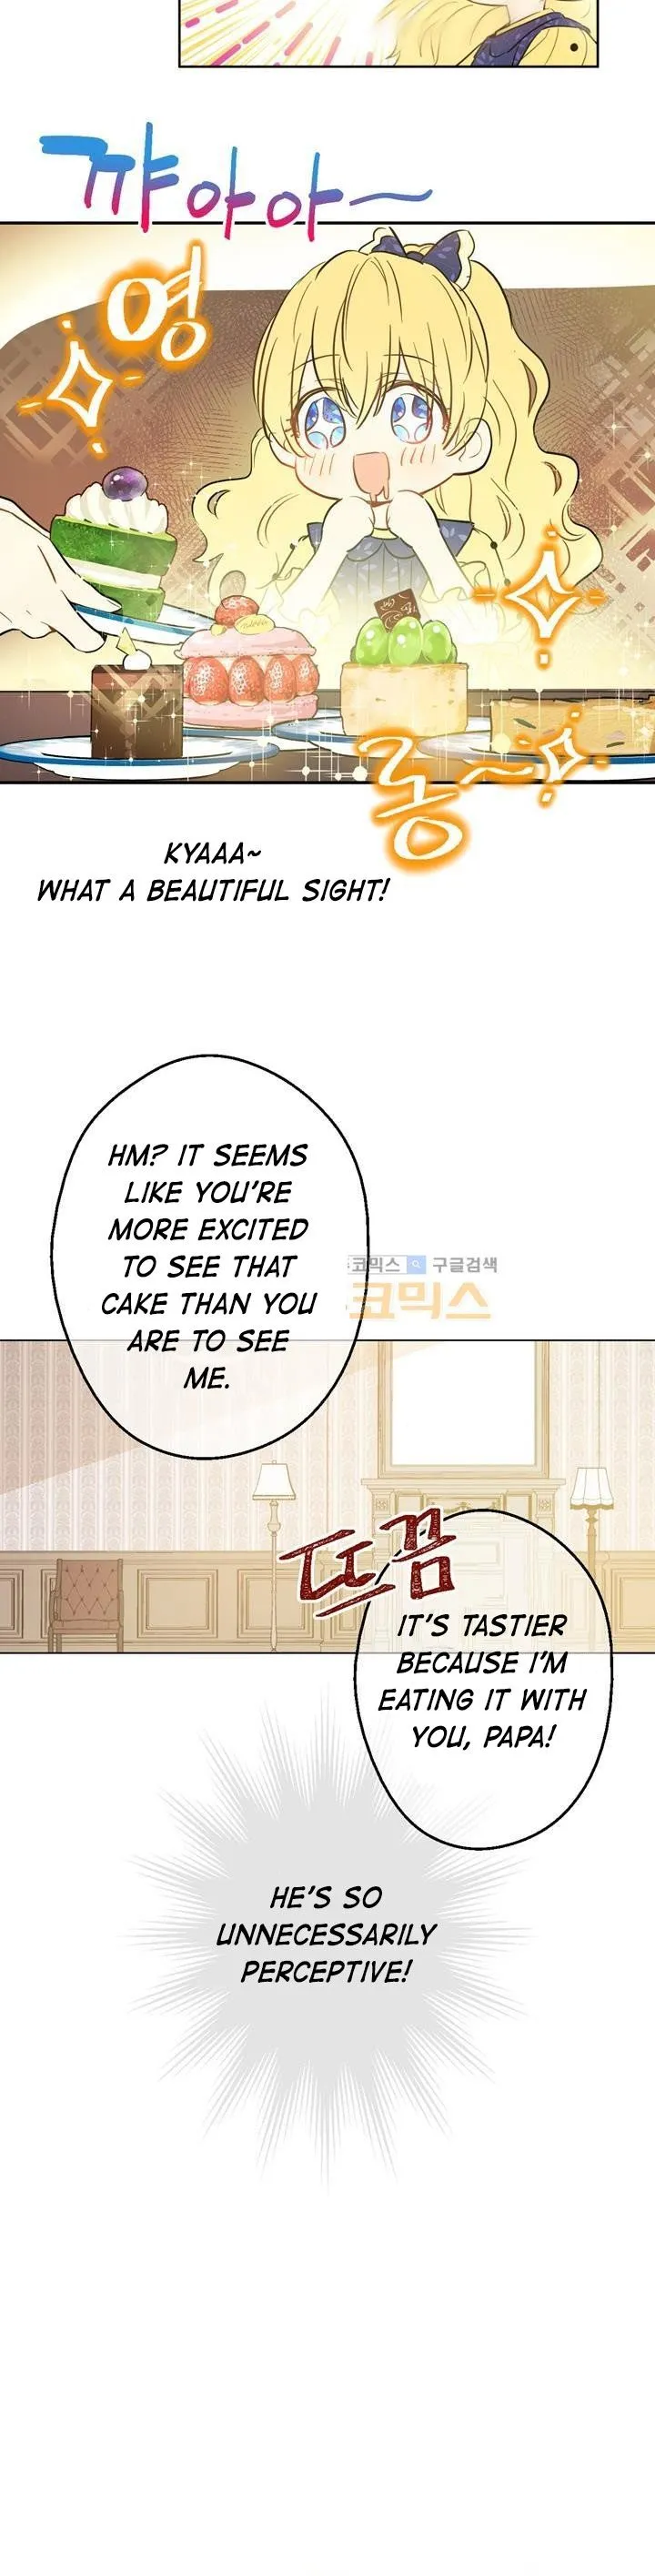 꺄아아~
영
롱~
KYAAA~
WHAT A BEAUTIFUL SIGHT!
HM? IT SEEMS
LIKE YOU'RE
MORE EXCITED
TO SEE THAT
CAKE THAN YOU
ARE TO SEE
ME.
코믹스 구글검색
코믹스
뜨끔
IT'S TASTIER
BECAUSE I'M
EATING IT WITH
YOU, PAPA!
HE'S SO
UNNECESSARILY
PERCEPTIVE!